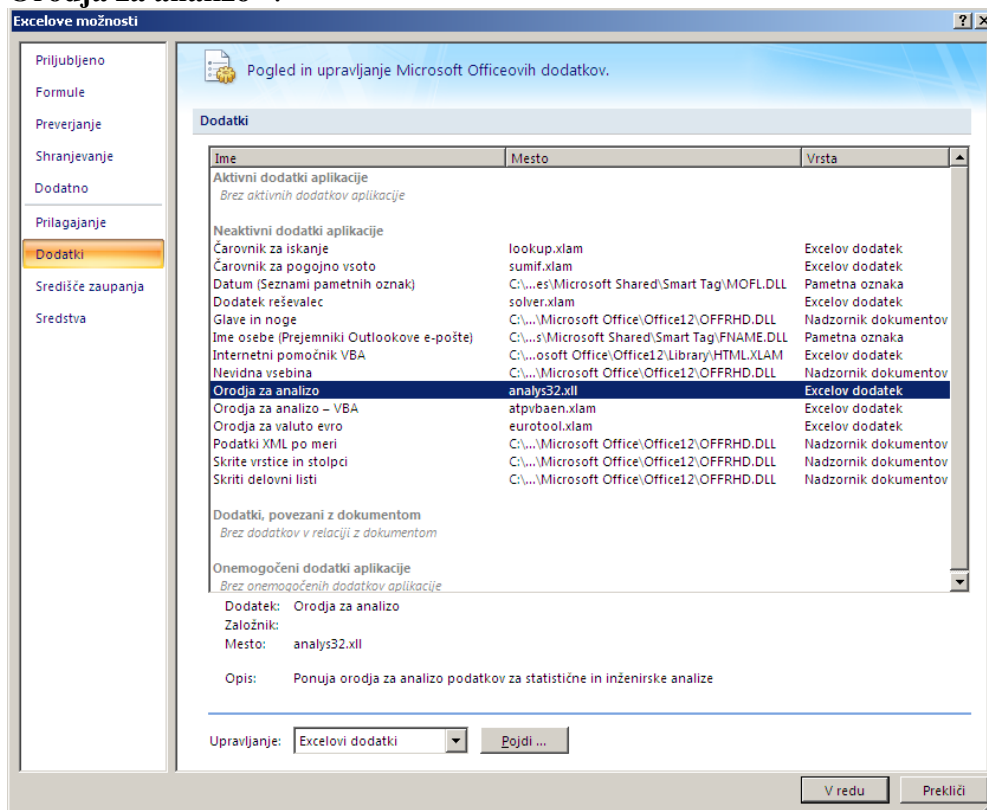 Excelove možnosti
Priljubljeno
Formule
Preverjanje
Shranjevanje
Dodatno
Prilagajanje
Dodatki
Središče zaupanja
Sredstva
Pogled in upravljanje Microsoft Officeovih dodatkov.
Dodatki
Ime Mesto Vrsta
Aktivni dodatki aplikacije
Brez aktivnih dodatkov aplikacije
Neaktivni dodatki aplikacije
Čarovnik za iskanje lookup.xlam Excelov dodatek
Čarovnik za pogojno vsoto sumif.xlam Excelov dodatek
Datum (Seznami pametnih oznak) C:\...es\Microsoft Shared\Smart Tag\MOFL.DLL Pametna oznaka
Dodatek reševalec solver.xlam Excelov dodatek
Glave in noge C:\...\Microsoft Office\Office12\OFFRHD.DLL Nadzornik dokumentov
Ime osebe (Prejemniki Outlookove e-pošte) C:\...s\Microsoft Shared\Smart Tag\FNAME.DLL Pametna oznaka
Internetni pomočnik VBA C:\...osoft Office\Office12\Library\HTML.XLAM Excelov dodatek
Nevidna vsebina C:\...\Microsoft Office\Office12\OFFRHD.DLL Nadzornik dokumentov
Orodja za analizo analys32.xll Excelov dodatek
Orodja za analizo – VBA atpvbaen.xlam Excelov dodatek
Orodja za valuto evro eurotool.xlam Excelov dodatek
Podatki XML po meri C:\...\Microsoft Office\Office12\OFFRHD.DLL Nadzornik dokumentov
Skrite vrstice in stolpci C:\...\Microsoft Office\Office12\OFFRHD.DLL Nadzornik dokumentov
Skriti delovni listi C:\...\Microsoft Office\Office12\OFFRHD.DLL Nadzornik dokumentov
Dodatki, povezani z dokumentom
Brez dodatkov v relaciji z dokumentom
Onemogočeni dodatki aplikacije
Brez onemogočenih dodatkov aplikacije
Dodatek: Orodja za analizo
Založnik:
Mesto: analys32.xll
Opis: Ponuja orodja za analizo podatkov za statistične in inženirske analize
Upravljanje: Excelovi dodatki Pojdi ...
V redu Prekliči